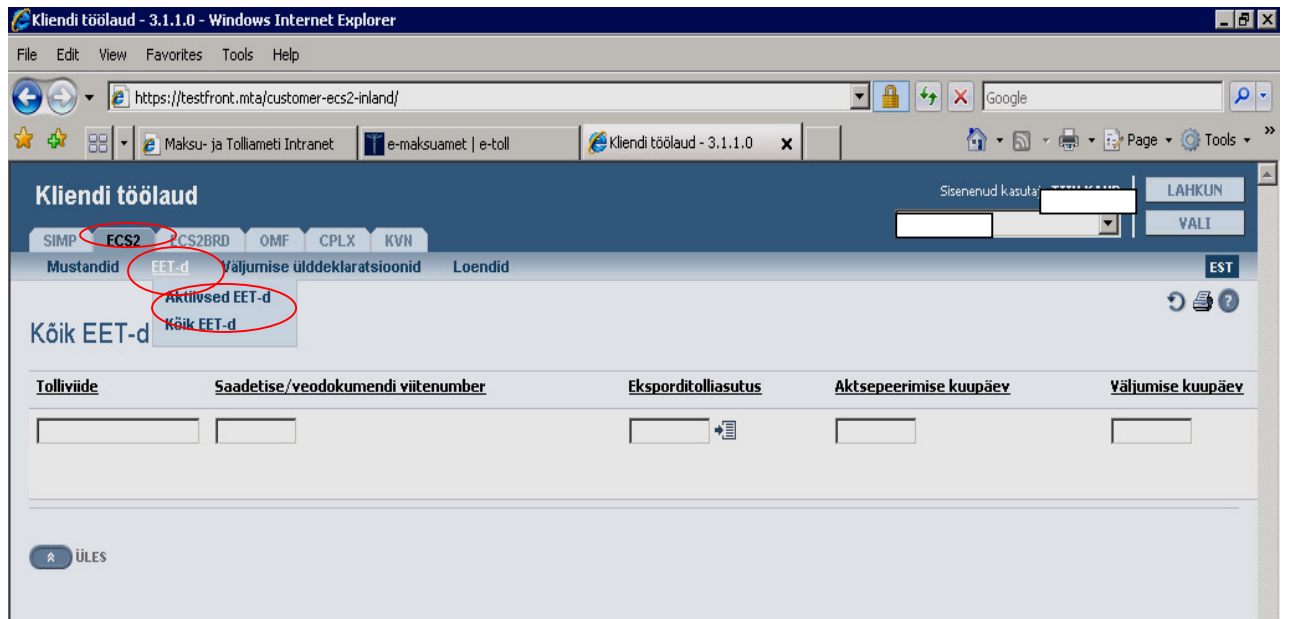 Kliendi töölaud - 3.1.1.0 - Windows Internet Explorer
File Edit View Favorites Tools Help
https://testfront.mta/customer-ecs2-inland/
Google
Maksu- ja Tolliameti Intranet e-maksuamet | e-toll Kliendi töölaud - 3.1.1.0 Page Tools
Kliendi töölaud Sisenenud kasutaja LAHKUN
VALI
SIMP ECS2 ECS2BRD OMF CPLX KVN
Mustandid EET-d Väljumise ülddeklaratsioonid Loendid EST
Aktiivsed EET-d
Kõik EET-d
Kõik EET-d
Tolliviide Saadetise/veodokumendi viitenumber Eksporditolliasutus Aktsepeerimise kuupäev Väljumise kuupäev
ÜLES